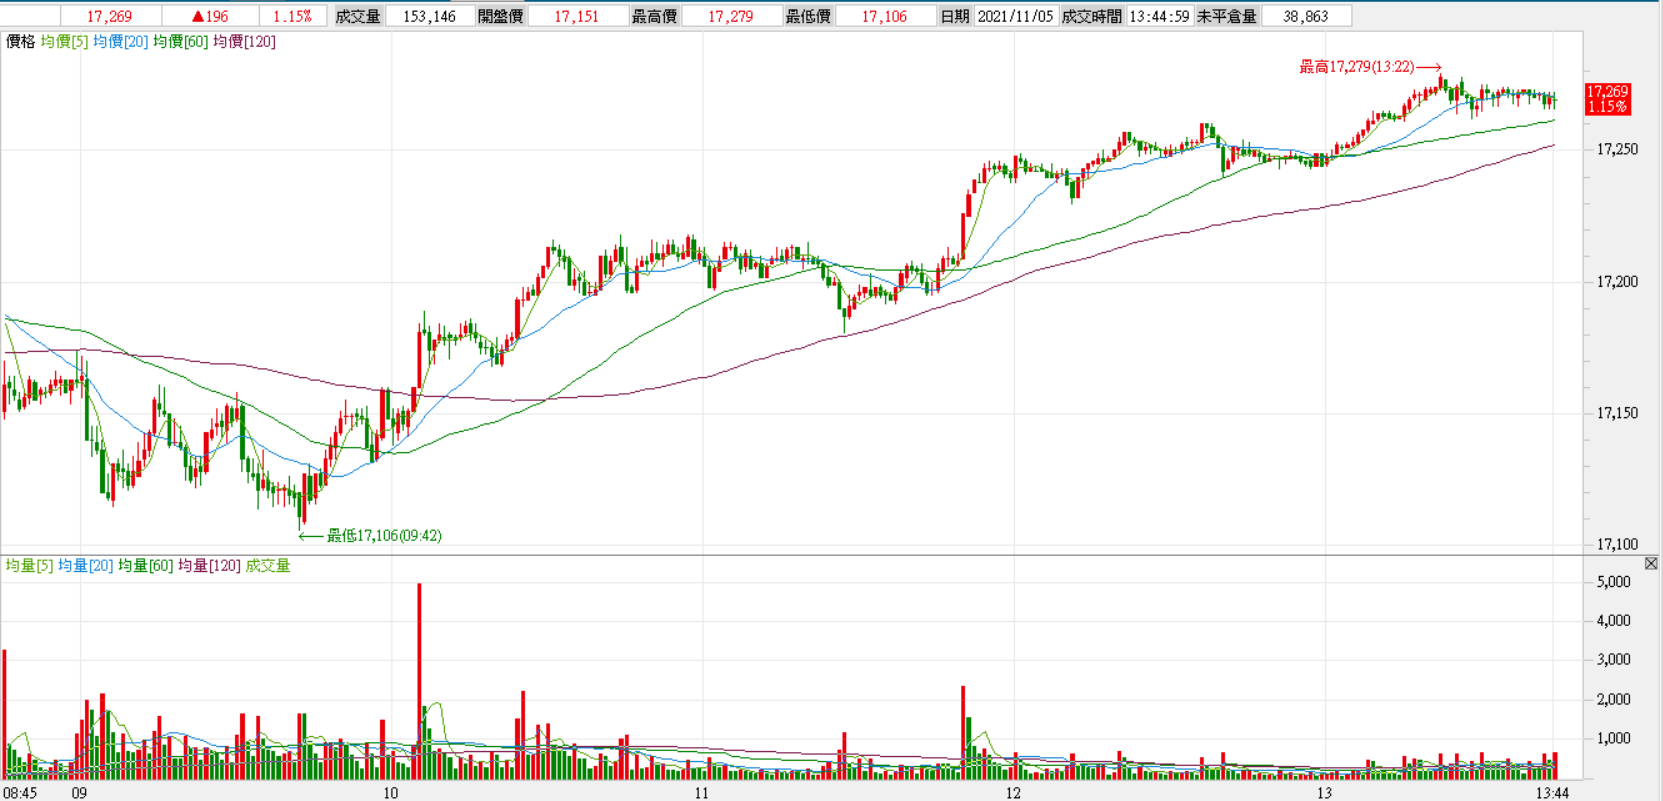 17,269 ▲196 1.15% 成交量 153,146 開盤價 17,151 最高價 17,279 最低價 17,106 日期 2021/11/05 成交時間 13:44:59 未平倉量 38,863
價格 均價[5] 均價[20] 均價[60] 均價[120]
最高17,279(13:22)
17,269
1.15%
17,250
17,200
17,150
最低17,106(09:42)
17,100
均量[5] 均量[20] 均量[60] 均量[120] 成交量
5,000
4,000
3,000
2,000
1,000
08:45 09 10 11 12 13 13:44